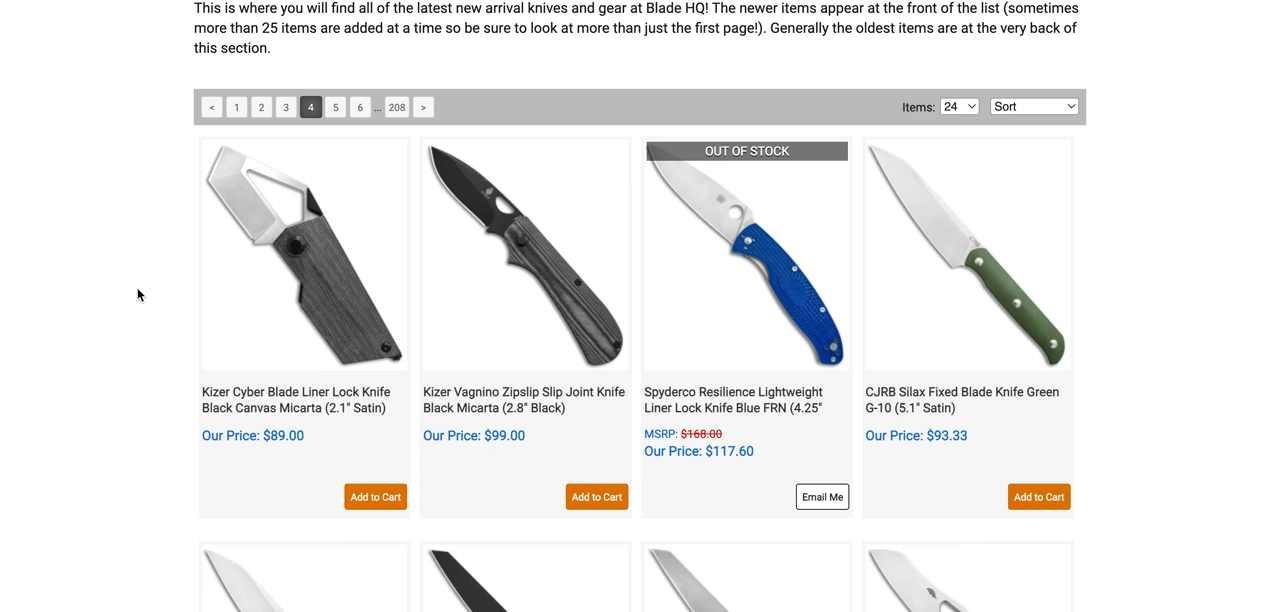 This is where you will find all of the latest new arrival knives and gear at Blade HQ! The newer items appear at the front of the list (sometimes
more than 25 items are added at a time so be sure to look at more than just the first page!). Generally the oldest items are at the very back of
this section.
< 1 2 3 4 5 6 ... 208 >
Items: 24 Sort
OUT OF STOCK
Kizer Cyber Blade Liner Lock Knife
Black Canvas Micarta (2.1" Satin)
Our Price: $89.00
Add to Cart
Kizer Vagnino Zipslip Slip Joint Knife
Black Micarta (2.8" Black)
Our Price: $99.00
Add to Cart
Spyderco Resilience Lightweight
Liner Lock Knife Blue FRN (4.25"
MSRP: $168.00
Our Price: $117.60
Email Me
CJRB Silax Fixed Blade Knife Green
G-10 (5.1" Satin)
Our Price: $93.33
Add to Cart